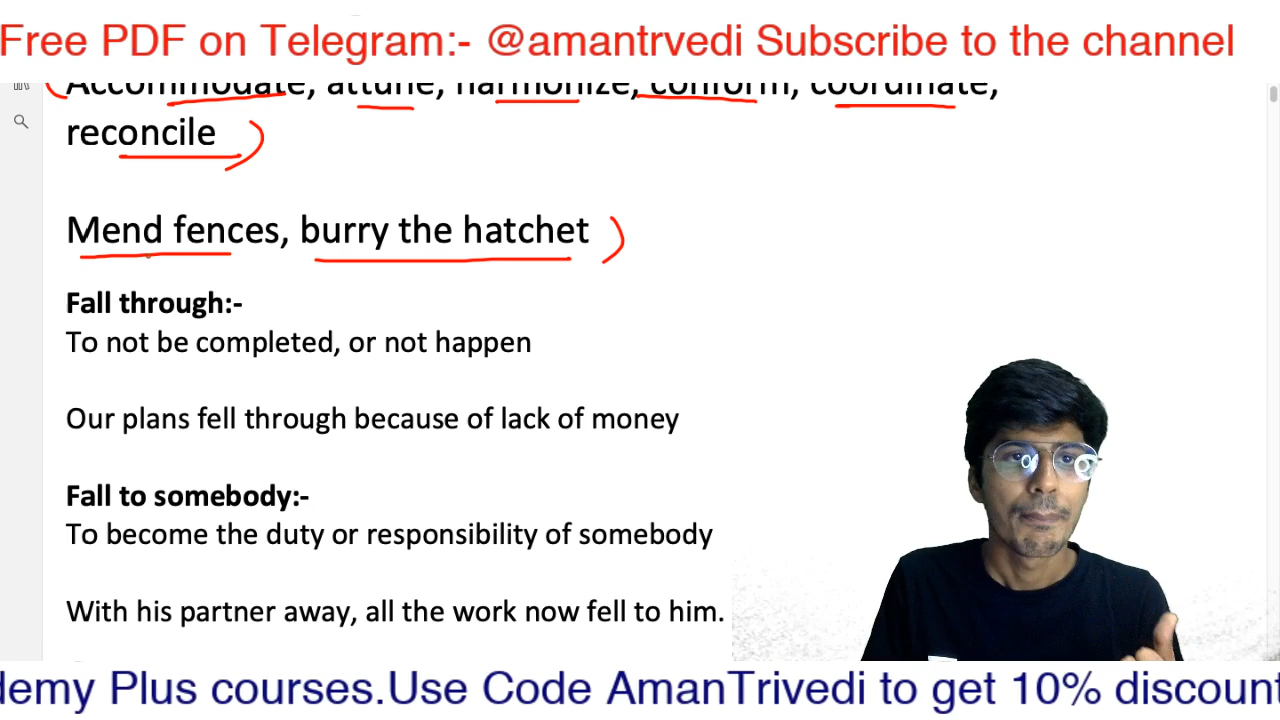 Free PDF on Telegram:- @amantrvedi Subscribe to the channel
Accommodate, attune, harmonize, conform, coordinate,
reconcile
Mend fences, burry the hatchet
Fall through:-
To not be completed, or not happen
Our plans fell through because of lack of money
Fall to somebody:-
To become the duty or responsibility of somebody
With his partner away, all the work now fell to him.
demy Plus courses.Use Code AmanTrivedi to get 10% discount